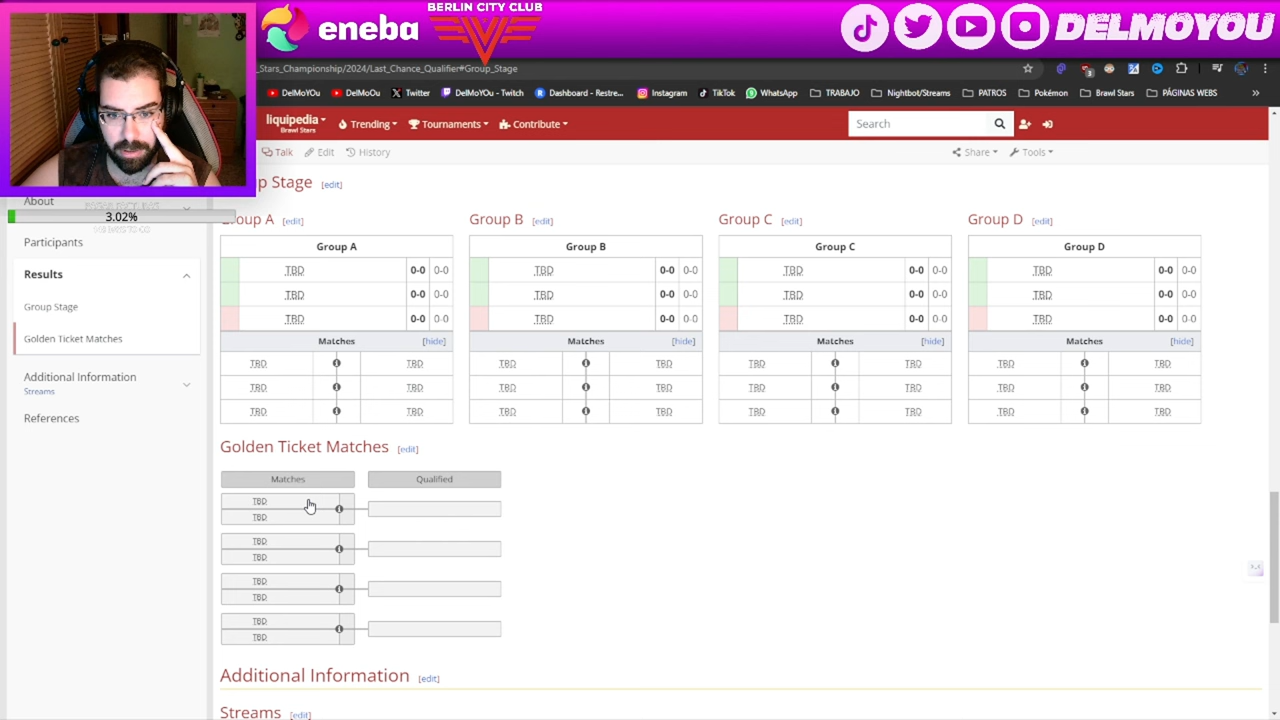 BERLIN CITY CLUB
eneba
DELMOYOU
_Stars_Championship/2024/Last_Chance_Qualifier#Group_Stage
DelMoYOu DelMoOu Twitter DelMoYOu - Twitch Dashboard - Restre... Instagram TikTok WhatsApp TRABAJO Nightbot/Streams PATROS Pokémon Brawl Stars PÁGINAS WEBS »
liquipedia
Brawl Stars
Trending Tournaments Contribute Search
Talk Edit History Share Tools
p Stage [edit]
About
3.02%
Participants
Results
Group Stage
Golden Ticket Matches
Additional Information
Streams
References
oup A [edit] Group B [edit] Group C [edit] Group D [edit]
Group A Group B Group C Group D
TBD 0-0 0-0 TBD 0-0 0-0 TBD 0-0 0-0 TBD 0-0 0-0
TBD 0-0 0-0 TBD 0-0 0-0 TBD 0-0 0-0 TBD 0-0 0-0
TBD 0-0 0-0 TBD 0-0 0-0 TBD 0-0 0-0 TBD 0-0 0-0
Matches [hide] Matches [hide] Matches [hide] Matches [hide]
TBD TBD TBD TBD TBD TBD TBD TBD
TBD TBD TBD TBD TBD TBD TBD TBD
TBD TBD TBD TBD TBD TBD TBD TBD
Golden Ticket Matches [edit]
Matches Qualified
TBD
TBD
TBD
TBD
TBD
TBD
TBD
TBD
Additional Information [edit]
Streams [edit]